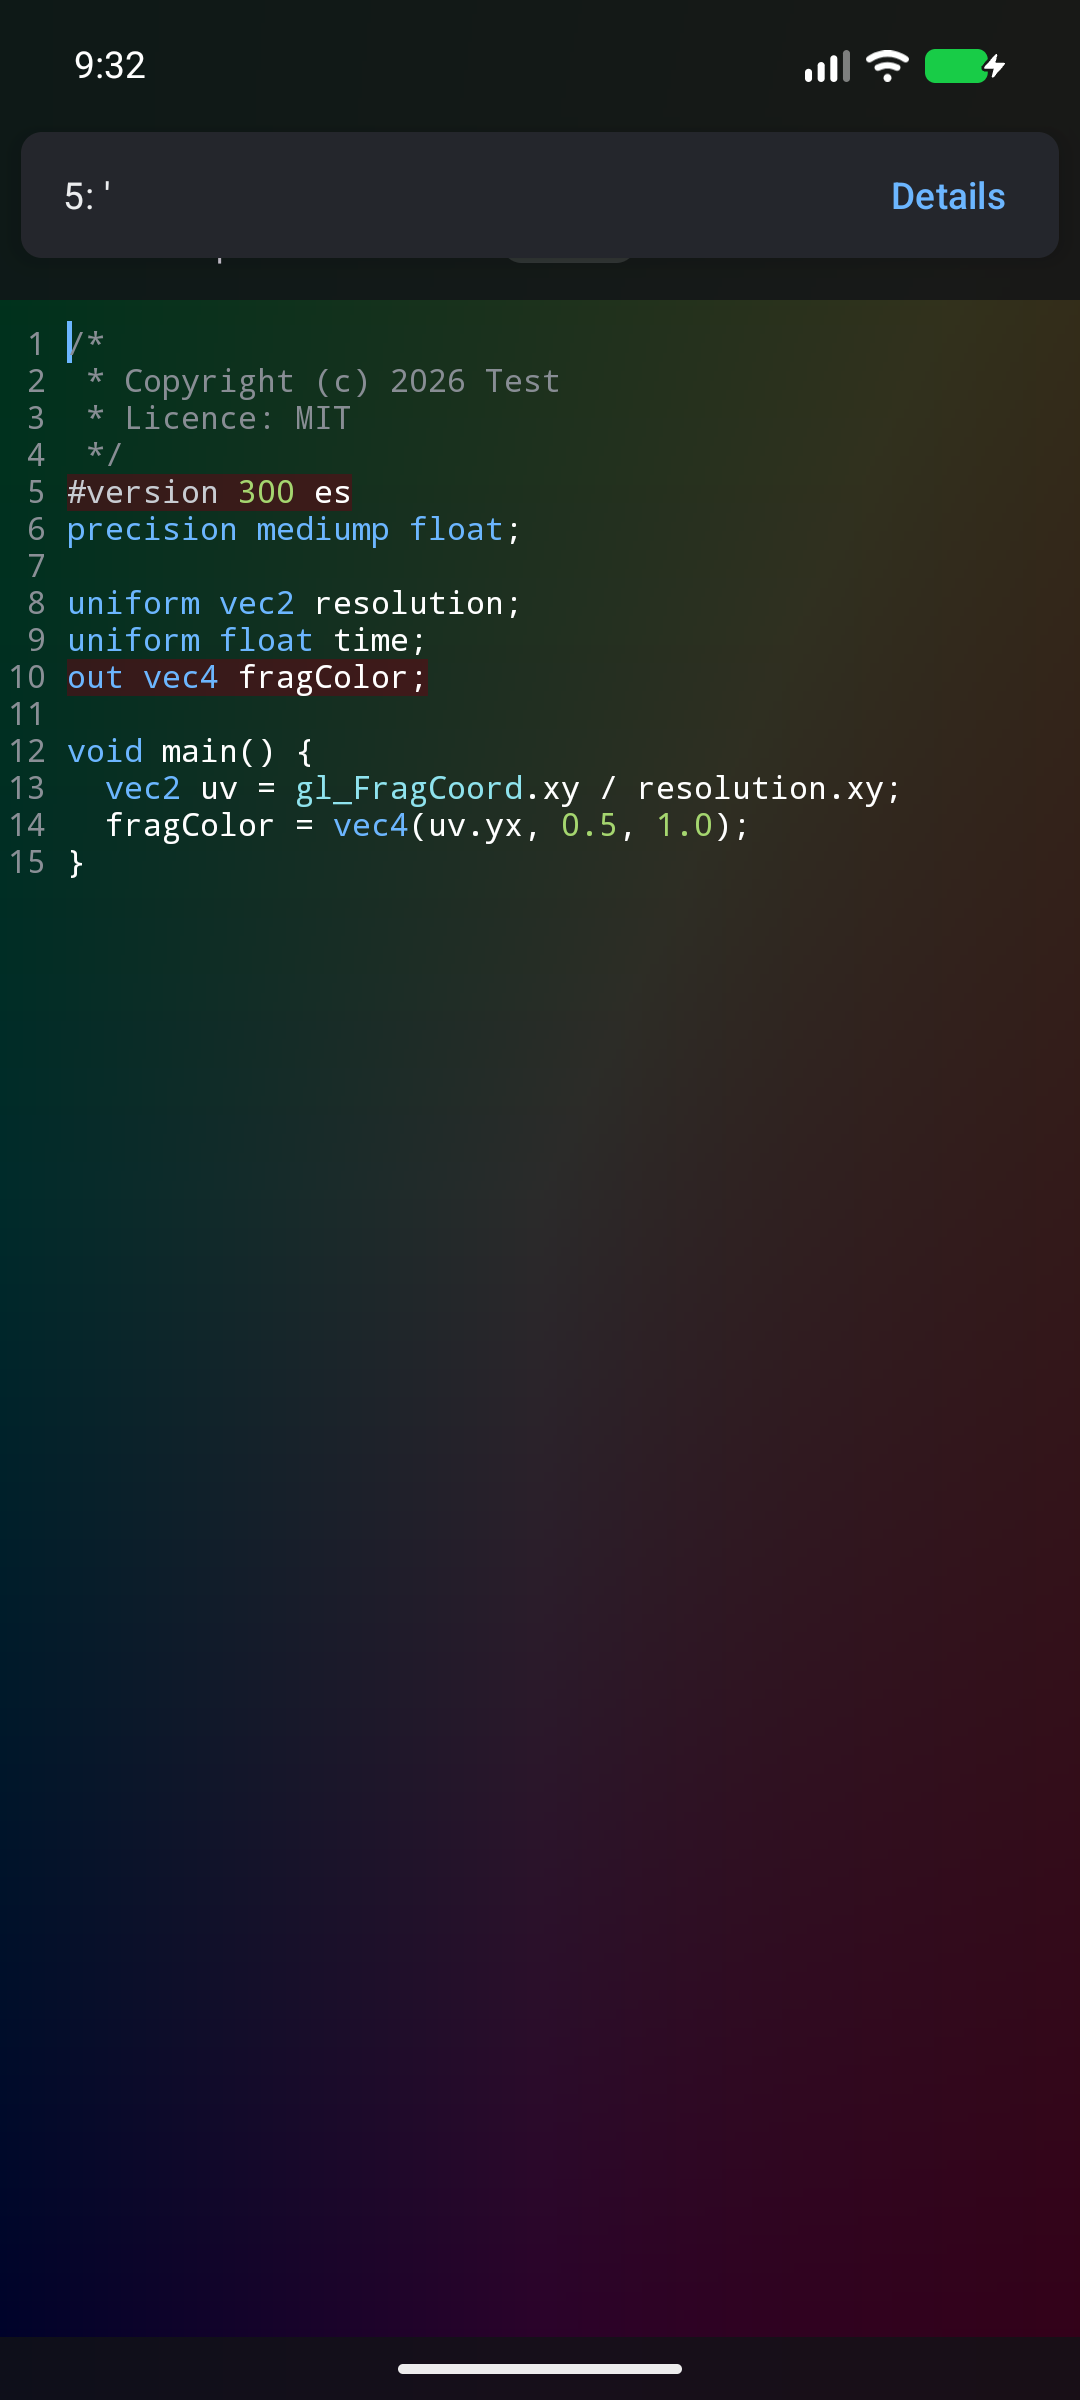 9:32
5: '
Details
1 /*
2  * Copyright (c) 2026 Test
3  * Licence: MIT
4  */
5 #version 300 es
6 precision mediump float;
7
8 uniform vec2 resolution;
9 uniform float time;
10 out vec4 fragColor;
11
12 void main() {
13   vec2 uv = gl_FragCoord.xy / resolution.xy;
14   fragColor = vec4(uv.yx, 0.5, 1.0);
15 }